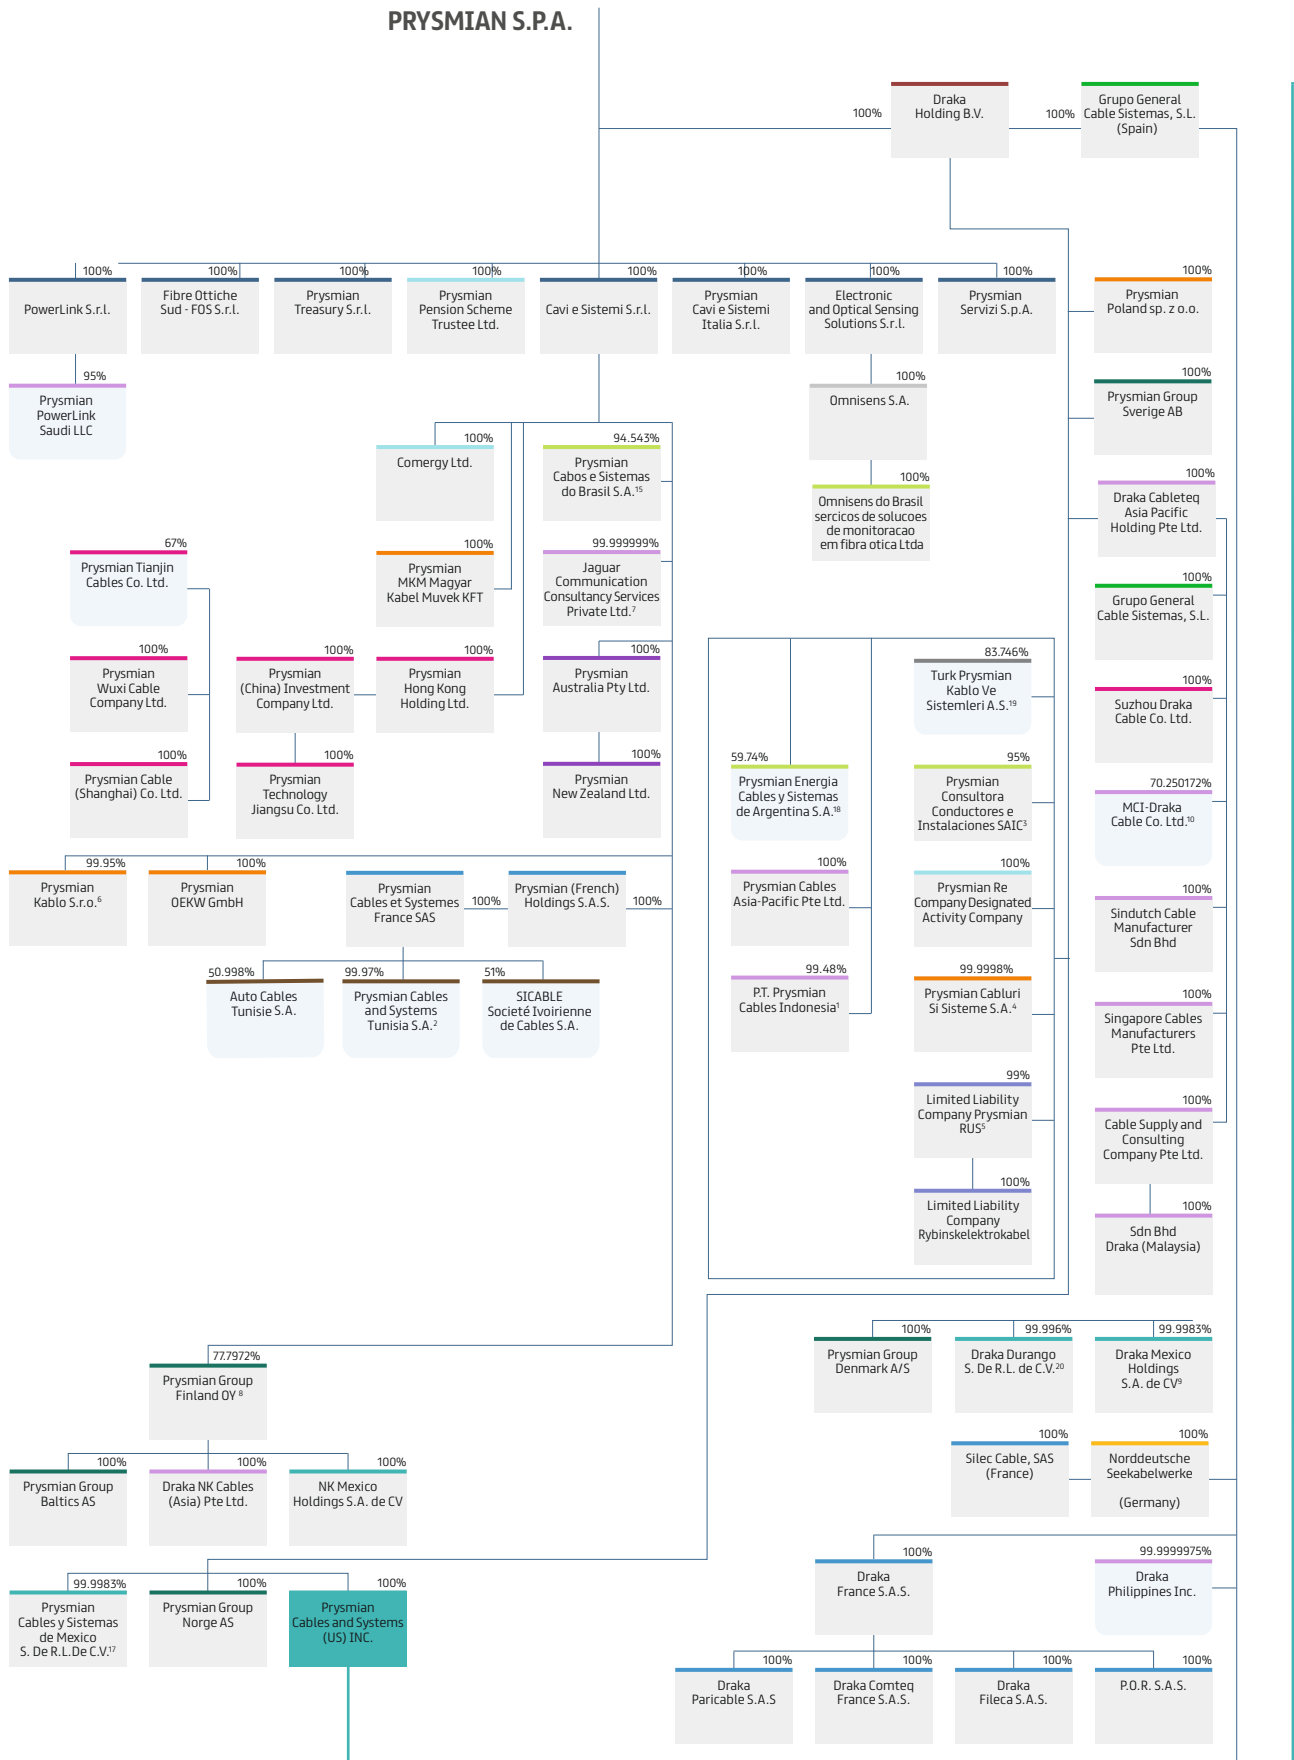 PRYSMIAN S.P.A.
100%
Draka
Holding B.V.
100%
Grupo General
Cable Sistemas, S.L.
(Spain)
100%
PowerLink S.r.l.
100%
Fibre Ottiche
Sud - FOS S.r.l.
100%
Prysmian
Treasury S.r.l.
100%
Prysmian
Pension Scheme
Trustee Ltd.
100%
Cavi e Sistemi S.r.l.
100%
Prysmian
Cavi e Sistemi
Italia S.r.l.
100%
Electronic
and Optical Sensing
Solutions S.r.l.
100%
Prysmian
Servizi S.p.A.
100%
Prysmian
Poland sp. z o.o.
95%
Prysmian
PowerLink
Saudi LLC
100%
Omnisens S.A.
100%
Prysmian Group
Sverige AB
100%
Comergy Ltd.
94.543%
Prysmian
Cabos e Sistemas
do Brasil S.A.¹⁵
100%
Omnisens do Brasil
sercicos de solucoes
de monitoracao
em fibra otica Ltda
100%
Draka Cableteq
Asia Pacific
Holding Pte Ltd.
67%
Prysmian Tianjin
Cables Co. Ltd.
100%
Prysmian
MKM Magyar
Kabel Muvek KFT
99.999999%
Jaguar
Communication
Consultancy Services
Private Ltd.⁷
100%
Grupo General
Cable Sistemas, S.L.
100%
Prysmian
Wuxi Cable
Company Ltd.
100%
Prysmian
(China) Investment
Company Ltd.
100%
Prysmian
Hong Kong
Holding Ltd.
100%
Prysmian
Australia Pty Ltd.
83.746%
Turk Prysmian
Kablo Ve
Sistemleri A.S.¹⁹
100%
Suzhou Draka
Cable Co. Ltd.
100%
Prysmian Cable
(Shanghai) Co. Ltd.
100%
Prysmian
Technology
Jiangsu Co. Ltd.
100%
Prysmian
New Zealand Ltd.
59.74%
Prysmian Energia
Cables y Sistemas
de Argentina S.A.¹⁸
95%
Prysmian
Consultora
Conductores e
Instalaciones SAIC³
70.250172%
MCI-Draka
Cable Co. Ltd.¹⁰
99.95%
Prysmian
Kablo S.r.o.⁶
100%
Prysmian
OEKW GmbH
Prysmian
Cables et Systemes
France SAS
100%
Prysmian (French)
Holdings S.A.S.
100%
100%
Prysmian Cables
Asia-Pacific Pte Ltd.
100%
Prysmian Re
Company Designated
Activity Company
100%
Sindutch Cable
Manufacturer
Sdn Bhd
50.998%
Auto Cables
Tunisie S.A.
99.97%
Prysmian Cables
and Systems
Tunisia S.A.²
51%
SICABLE
Societé Ivoirienne
de Cables S.A.
99.48%
P.T. Prysmian
Cables Indonesia¹
99.9998%
Prysmian Cabluri
Si Sisteme S.A.⁴
100%
Singapore Cables
Manufacturers
Pte Ltd.
99%
Limited Liability
Company Prysmian
RUS⁵
100%
Cable Supply and
Consulting
Company Pte Ltd.
100%
Limited Liability
Company
Rybinskelektrokabel
100%
Sdn Bhd
Draka (Malaysia)
77.7972%
Prysmian Group
Finland OY ⁸
100%
Prysmian Group
Denmark A/S
99.996%
Draka Durango
S. De R.L. de C.V.²⁰
99.9983%
Draka Mexico
Holdings
S.A. de CV⁹
100%
Prysmian Group
Baltics AS
100%
Draka NK Cables
(Asia) Pte Ltd.
100%
NK Mexico
Holdings S.A. de CV
100%
Silec Cable, SAS
(France)
100%
Norddeutsche
Seekabelwerke
(Germany)
99.9983%
Prysmian
Cables y Sistemas
de Mexico
S. De R.L.De C.V.¹⁷
100%
Prysmian Group
Norge AS
100%
Prysmian
Cables and Systems
(US) INC.
100%
Draka
France S.A.S.
99.9999975%
Draka
Philippines Inc.
100%
Draka
Paricable S.A.S
100%
Draka Comteq
France S.A.S.
100%
Draka
Fileca S.A.S.
100%
P.O.R. S.A.S.